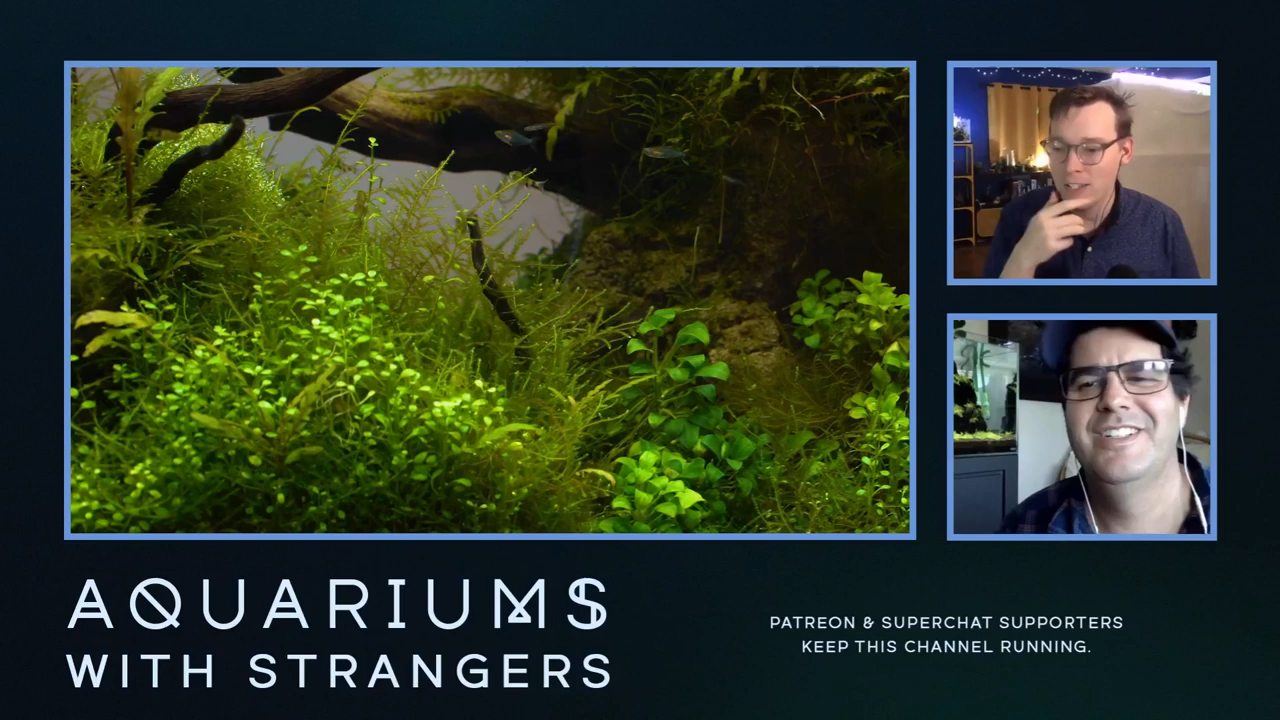 AQUARIUMS
WITH STRANGERS
PATREON & SUPERCHAT SUPPORTERS
KEEP THIS CHANNEL RUNNING.